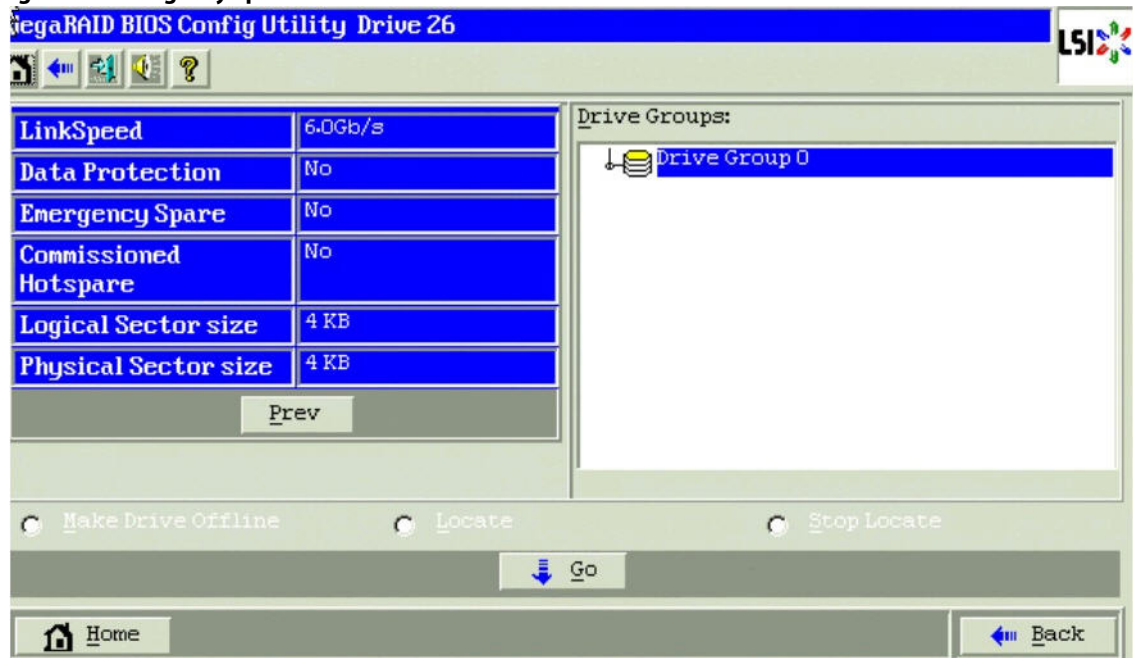 egaRAID BIOS Config Utility Drive 26
LSI
LinkSpeed 6.0Gb/s
Data Protection No
Emergency Spare No
Commissioned Hotspare No
Logical Sector size 4 KB
Physical Sector size 4 KB
Prev
Drive Groups:
Drive Group 0
Make Drive Offline Locate Stop Locate
Go
Home Back